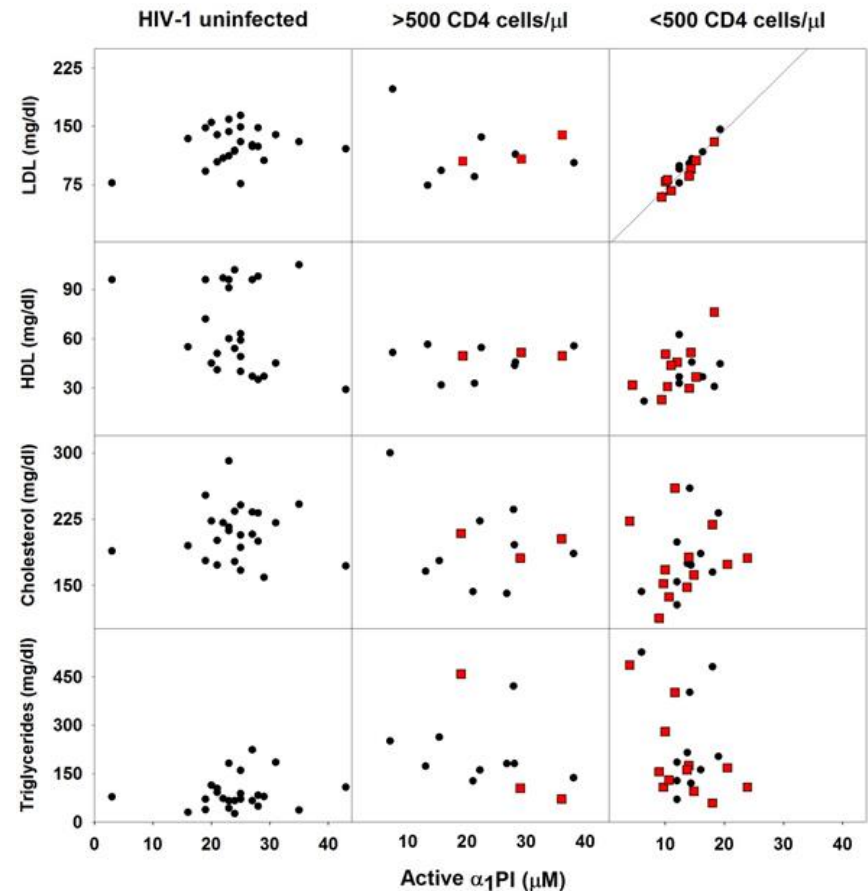 HIV-1 uninfected >500 CD4 cells/μl <500 CD4 cells/μl
LDL (mg/dl)
225
150
75
HDL (mg/dl)
90
60
30
Cholesterol (mg/dl)
300
225
150
Triglycerides (mg/dl)
450
300
150
0
0 10 20 30 40 10 20 30 40 10 20 30 40
Active α1PI (μM)